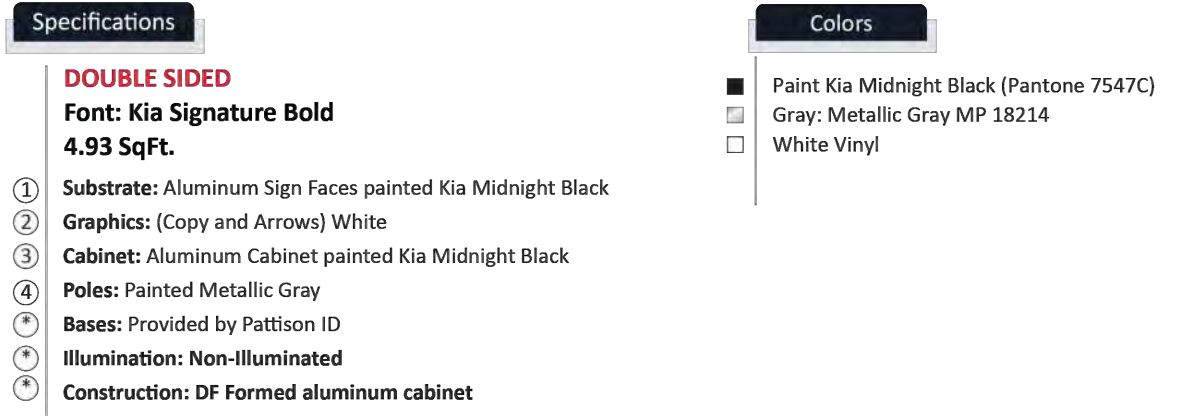 Specifications
DOUBLE SIDED
Font: Kia Signature Bold
4.93 SqFt.
1 Substrate: Aluminum Sign Faces painted Kia Midnight Black
2 Graphics: (Copy and Arrows) White
3 Cabinet: Aluminum Cabinet painted Kia Midnight Black
4 Poles: Painted Metallic Gray
* Bases: Provided by Pattison ID
* Illumination: Non-Illuminated
* Construction: DF Formed aluminum cabinet
Colors
Paint Kia Midnight Black (Pantone 7547C)
Gray: Metallic Gray MP 18214
White Vinyl